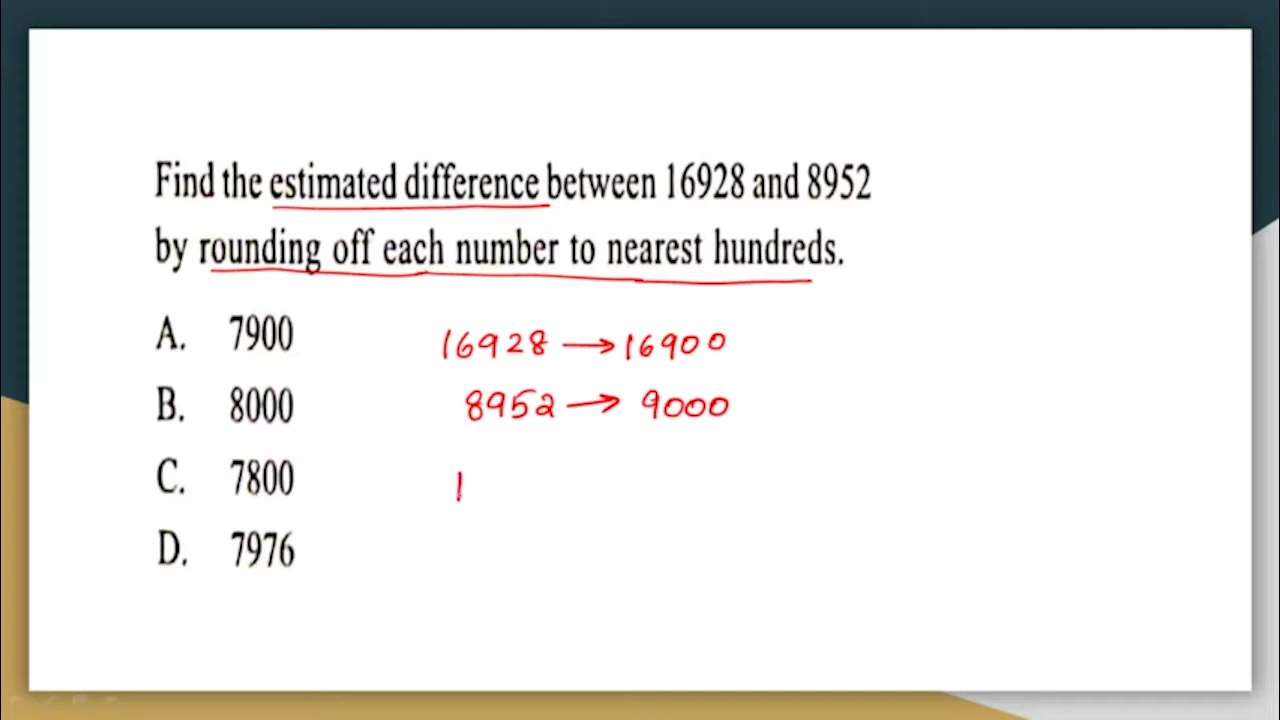 Find the estimated difference between 16928 and 8952
by rounding off each number to nearest hundreds.
A. 7900
B. 8000
C. 7800
D. 7976
16928 → 16900
8952 → 9000
1